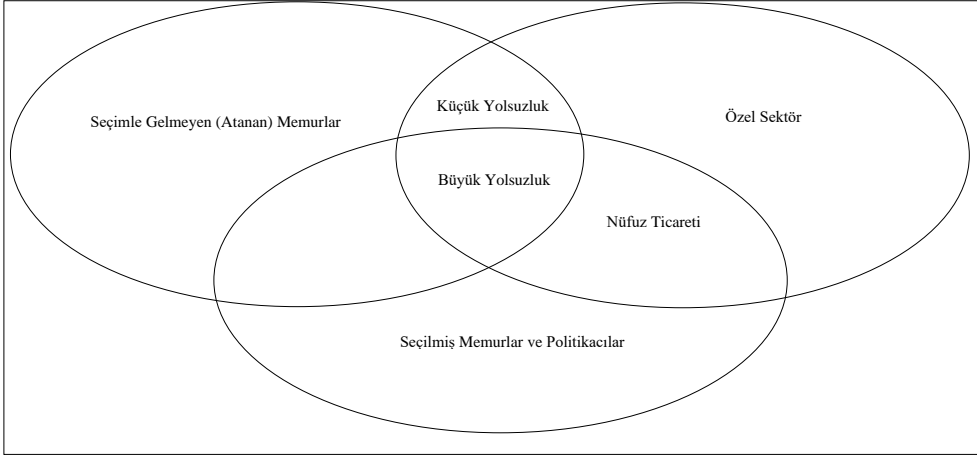 Küçük Yolsuzluk
Seçimle Gelmeyen (Atanan) Memurlar
Özel Sektör
Büyük Yolsuzluk
Nüfuz Ticareti
Seçilmiş Memurlar ve Politikacılar